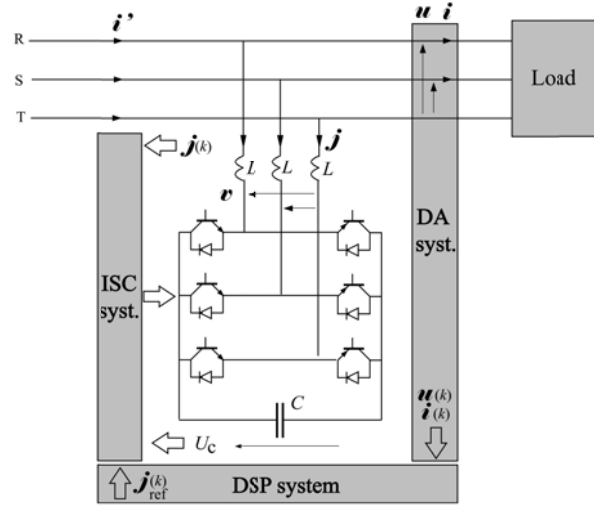 i’ u i
R
S
T
Load
j(k) j
L L L
v
DA
syst.
ISC
syst.
C
u(k)
i(k)
Uc
j(k)
ref
DSP system